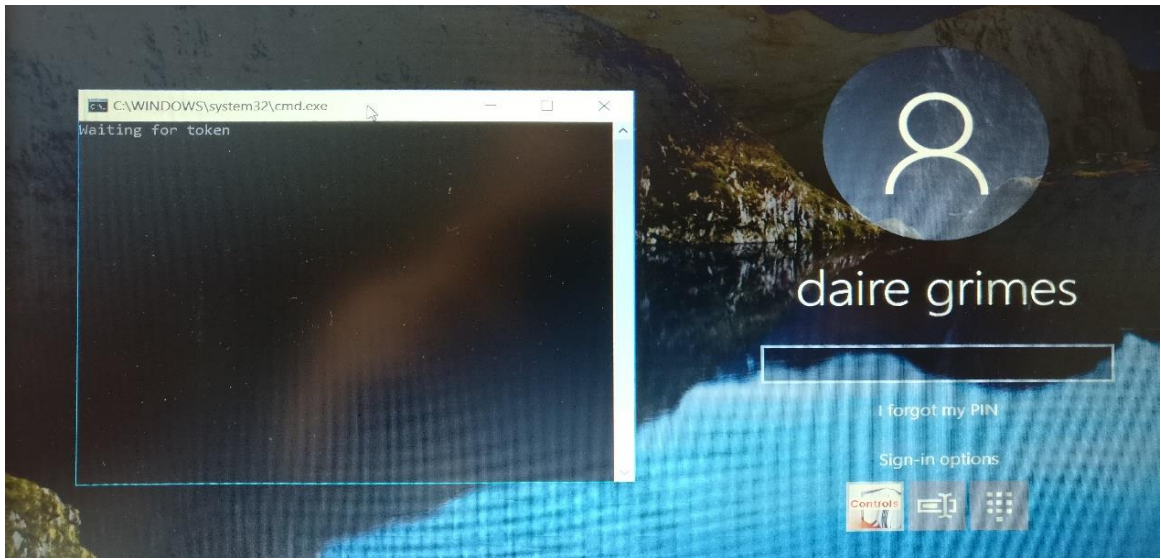 C:\WINDOWS\system32\cmd.exe
Waiting for token
daire grimes
I forgot my PIN
Sign-in options
Controls